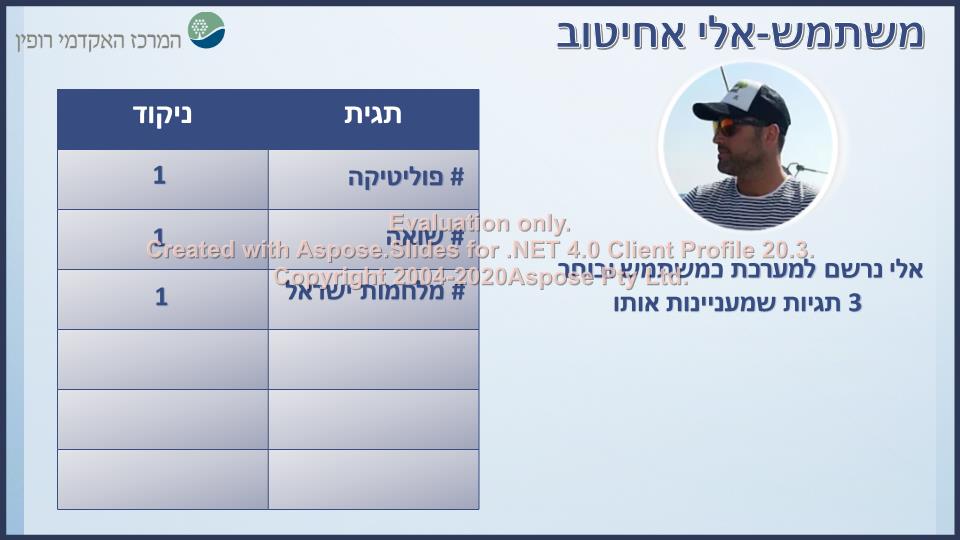 משתמש-אלי אחיטוב
המרכז האקדמי רופין
תגית ניקוד
# פוליטיקה 1
# שואה 1
# מלחמות ישראל 1
אלי נרשם למערכת כמשתמש ובוחר
3 תגיות שמעניינות אותו
Evaluation only.
Created with Aspose.Slides for .NET 4.0 Client Profile 20.3.
Copyright 2004-2020Aspose Pty Ltd.